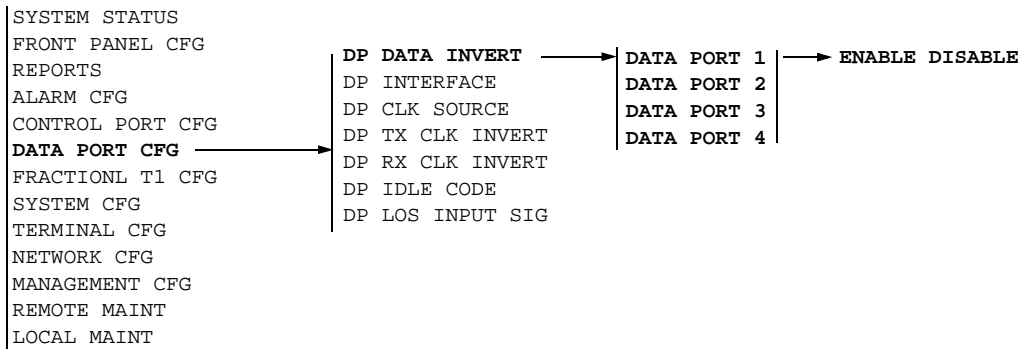 SYSTEM STATUS
FRONT PANEL CFG
REPORTS
ALARM CFG
CONTROL PORT CFG
DATA PORT CFG
FRACTIONL T1 CFG
SYSTEM CFG
TERMINAL CFG
NETWORK CFG
MANAGEMENT CFG
REMOTE MAINT
LOCAL MAINT
DP DATA INVERT
DP INTERFACE
DP CLK SOURCE
DP TX CLK INVERT
DP RX CLK INVERT
DP IDLE CODE
DP LOS INPUT SIG
DATA PORT 1
DATA PORT 2
DATA PORT 3
DATA PORT 4
ENABLE DISABLE